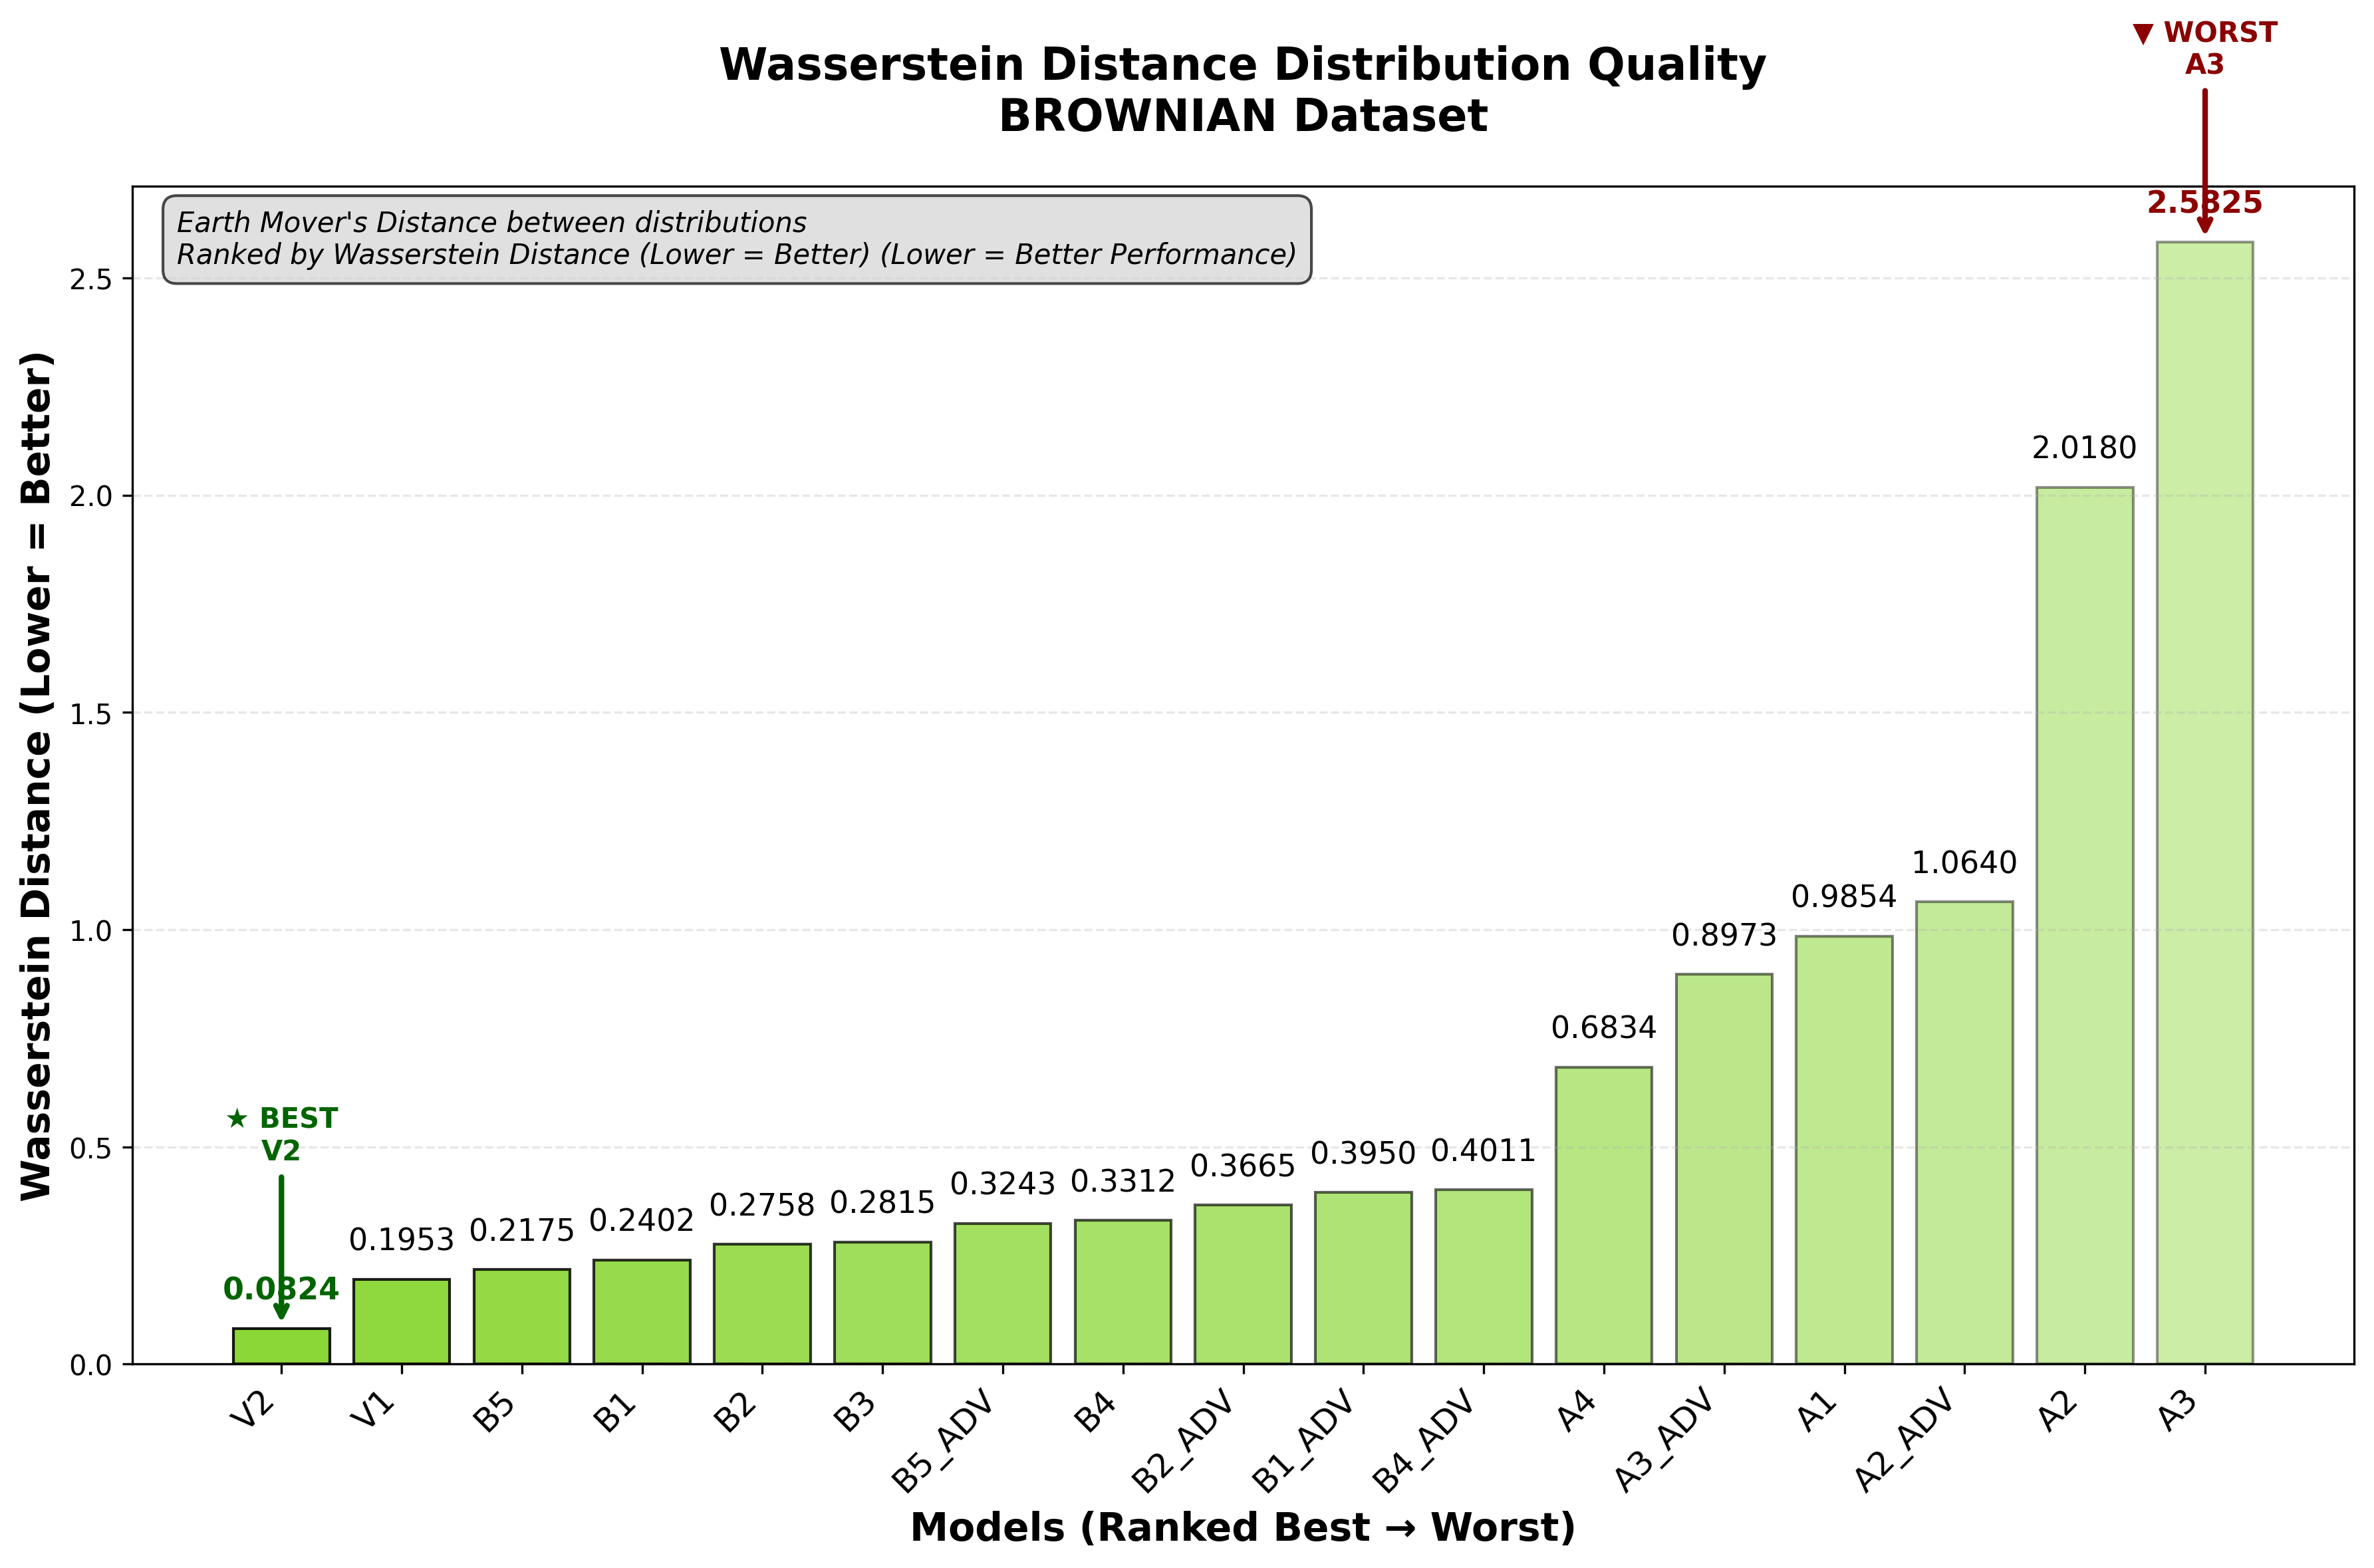 ▼ WORST
A3
Wasserstein Distance Distribution Quality
BROWNIAN Dataset
Earth Mover's Distance between distributions
Ranked by Wasserstein Distance (Lower = Better) (Lower = Better Performance)
Wasserstein Distance (Lower = Better)
2.5
2.0
1.5
1.0
0.5
0.0
★ BEST
V2
0.0824
0.1953
0.2175
0.2402
0.2758
0.2815
0.3243
0.3312
0.3665
0.3950
0.4011
0.6834
0.8973
0.9854
1.0640
2.0180
2.5825
V2
V1
B5
B1
B2
B3
B5_ADV
B4
B2_ADV
B1_ADV
B4_ADV
A4
A3_ADV
A1
A2_ADV
A2
A3
Models (Ranked Best → Worst)